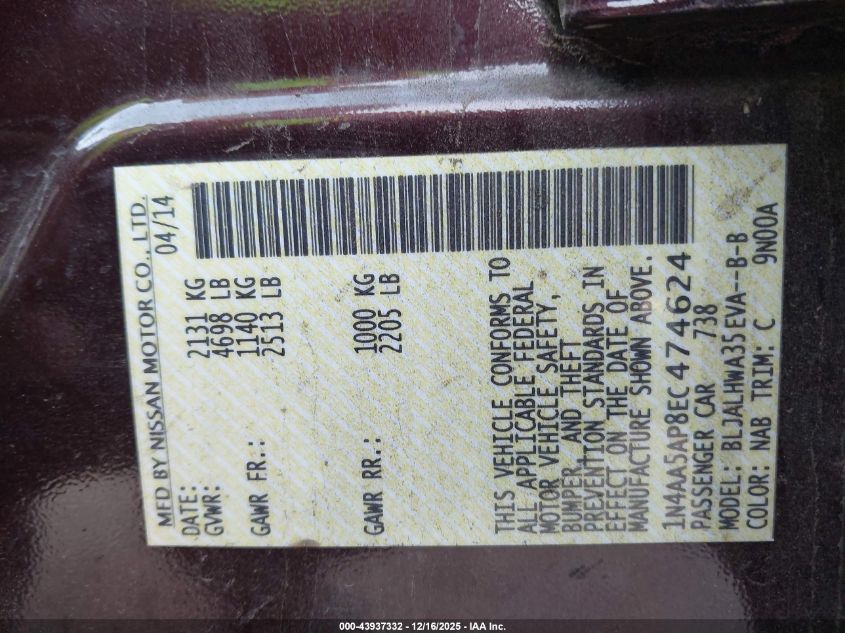 MFD BY NISSAN MOTOR CO., LTD.
DATE: 04/14
GVWR: 2131 KG
4698 LB
GAWR FR.: 1140 KG
2513 LB
GAWR RR.: 1000 KG
2205 LB
THIS VEHICLE CONFORMS TO
ALL APPLICABLE FEDERAL
MOTOR VEHICLE SAFETY,
BUMPER AND THEFT
PREVENTION STANDARDS IN
EFFECT ON THE DATE OF
MANUFACTURE SHOWN ABOVE.
1N4AA5AP8EC474624
PASSENGER CAR 738
MODEL: BLJALHWA35EVA--B-B
COLOR: NAB TRIM: C 9N00A
000-43937332 - 12/16/2025 - IAA Inc.